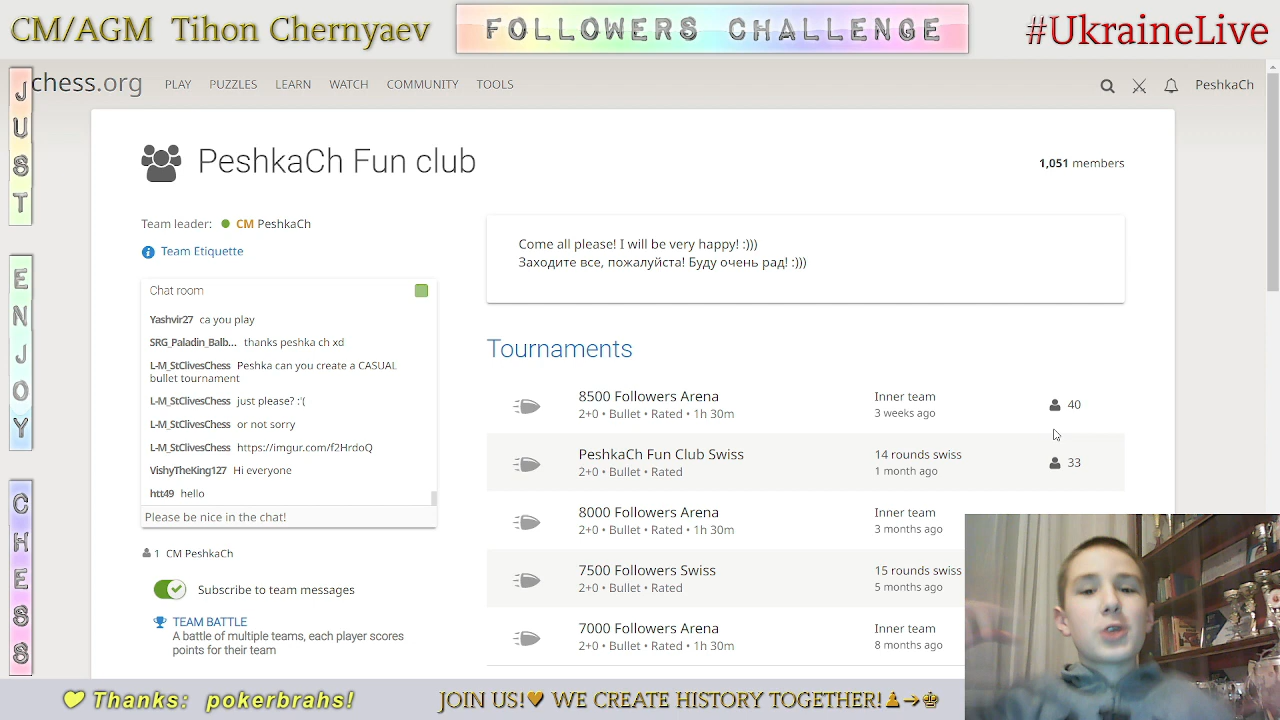 CM/AGM Tihon Chernyaev
FOLLOWERS CHALLENGE
#UkraineLive
JUST
ENJOY
CHESS
chess.org
PLAY
PUZZLES
LEARN
WATCH
COMMUNITY
TOOLS
PeshkaCh
PeshkaCh Fun club
1,051 members
Team leader: CM PeshkaCh
Team Etiquette
Chat room
Yashvir27 ca you play
SRG_Paladin_Balb... thanks peshka ch xd
L-M_StClivesChess Peshka can you create a CASUAL
bullet tournament
L-M_StClivesChess just please? :'(
L-M_StClivesChess or not sorry
L-M_StClivesChess https://imgur.com/f2HrdoQ
VishyTheKing127 Hi everyone
htt49 hello
Please be nice in the chat!
1 CM PeshkaCh
Subscribe to team messages
TEAM BATTLE
A battle of multiple teams, each player scores
points for their team
Come all please! I will be very happy! :)))
Заходите все, пожалуйста! Буду очень рад! :)))
Tournaments
8500 Followers Arena Inner team 40
2+0 • Bullet • Rated • 1h 30m 3 weeks ago
PeshkaCh Fun Club Swiss 14 rounds swiss 33
2+0 • Bullet • Rated 1 month ago
8000 Followers Arena Inner team
2+0 • Bullet • Rated • 1h 30m 3 months ago
7500 Followers Swiss 15 rounds swiss
2+0 • Bullet • Rated 5 months ago
7000 Followers Arena Inner team
2+0 • Bullet • Rated • 1h 30m 8 months ago
Thanks: pokerbrahs!
JOIN US! WE CREATE HISTORY TOGETHER!